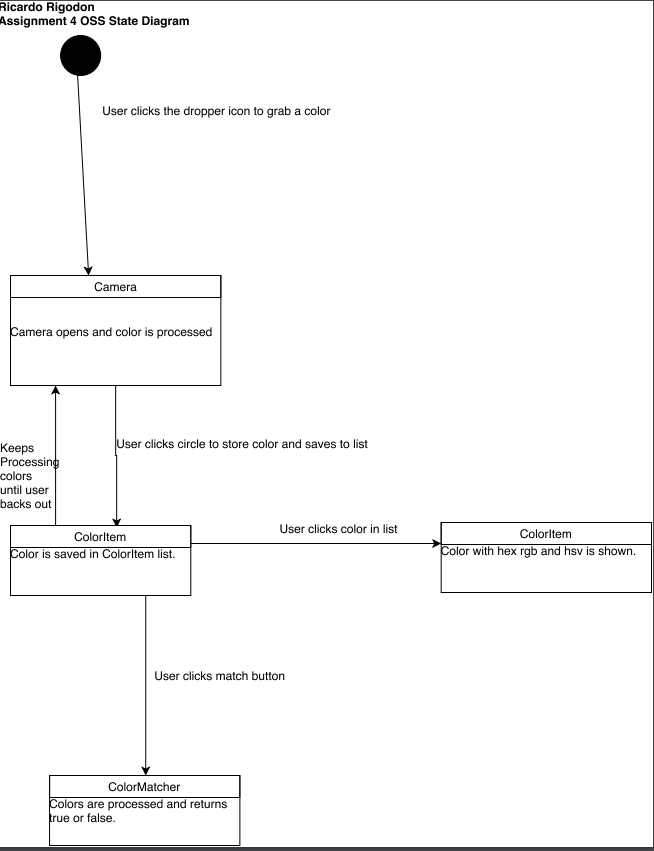 Ricardo Rigodon
Assignment 4 OSS State Diagram
User clicks the dropper icon to grab a color
Camera
Camera opens and color is processed
User clicks circle to store color and saves to list
Keeps
Processing
colors
until user
backs out
User clicks color in list
ColorItem
Color is saved in ColorItem list.
ColorItem
Color with hex rgb and hsv is shown.
User clicks match button
ColorMatcher
Colors are processed and returns
true or false.